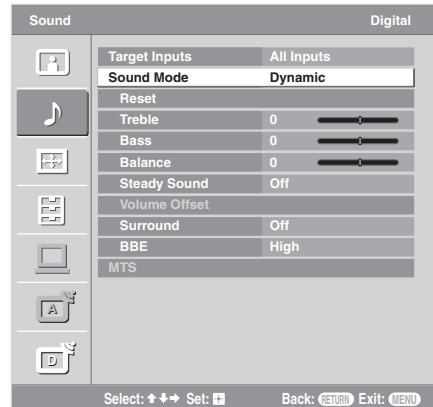 Sound Digital
Target Inputs All Inputs
Sound Mode Dynamic
Reset
Treble 0
Bass 0
Balance 0
Steady Sound Off
Volume Offset
Surround Off
BBE High
MTS
A
D
Select: ↑↓→ Set: Back: RETURN Exit: MENU